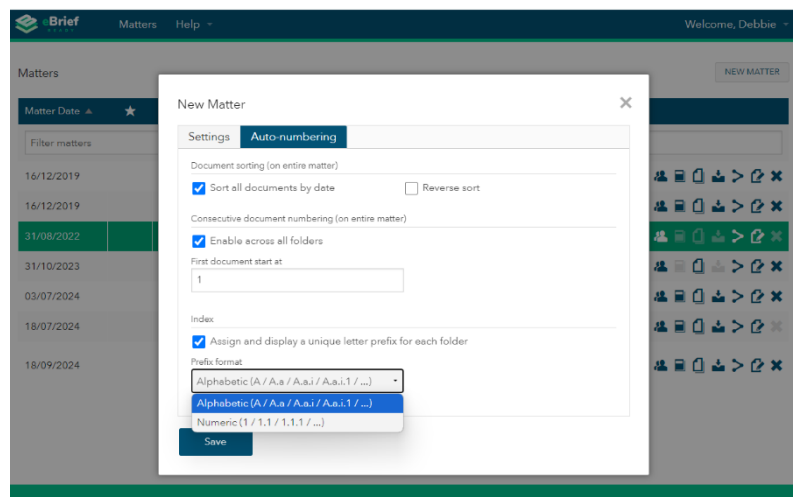 eBrief
READY
Matters
Help
Welcome, Debbie
Matters
NEW MATTER
Matter Date
Filter matters
16/12/2019
16/12/2019
31/08/2022
31/10/2023
03/07/2024
18/07/2024
18/09/2024
New Matter
Settings
Auto-numbering
Document sorting (on entire matter)
Sort all documents by date
Reverse sort
Consecutive document numbering (on entire matter)
Enable across all folders
First document start at
1
Index
Assign and display a unique letter prefix for each folder
Prefix format
Alphabetic (A / A.a / A.a.i / A.a.i.1 / ...)
Alphabetic (A / A.a / A.a.i / A.a.i.1 / ...)
Numeric (1 / 1.1 / 1.1.1 / ...)
Save